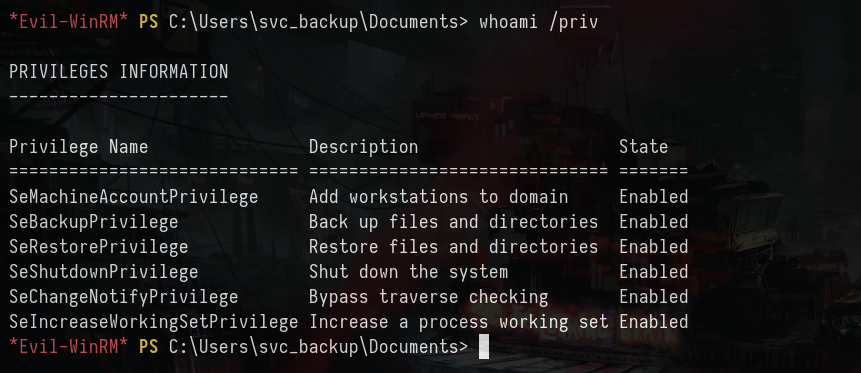 *Evil-WinRM* PS C:\Users\svc_backup\Documents> whoami /priv
PRIVILEGES INFORMATION
----------------------
Privilege Name                Description                    State
============================= ============================== =======
SeMachineAccountPrivilege     Add workstations to domain     Enabled
SeBackupPrivilege             Back up files and directories  Enabled
SeRestorePrivilege            Restore files and directories  Enabled
SeShutdownPrivilege           Shut down the system           Enabled
SeChangeNotifyPrivilege       Bypass traverse checking       Enabled
SeIncreaseWorkingSetPrivilege Increase a process working set Enabled
*Evil-WinRM* PS C:\Users\svc_backup\Documents>